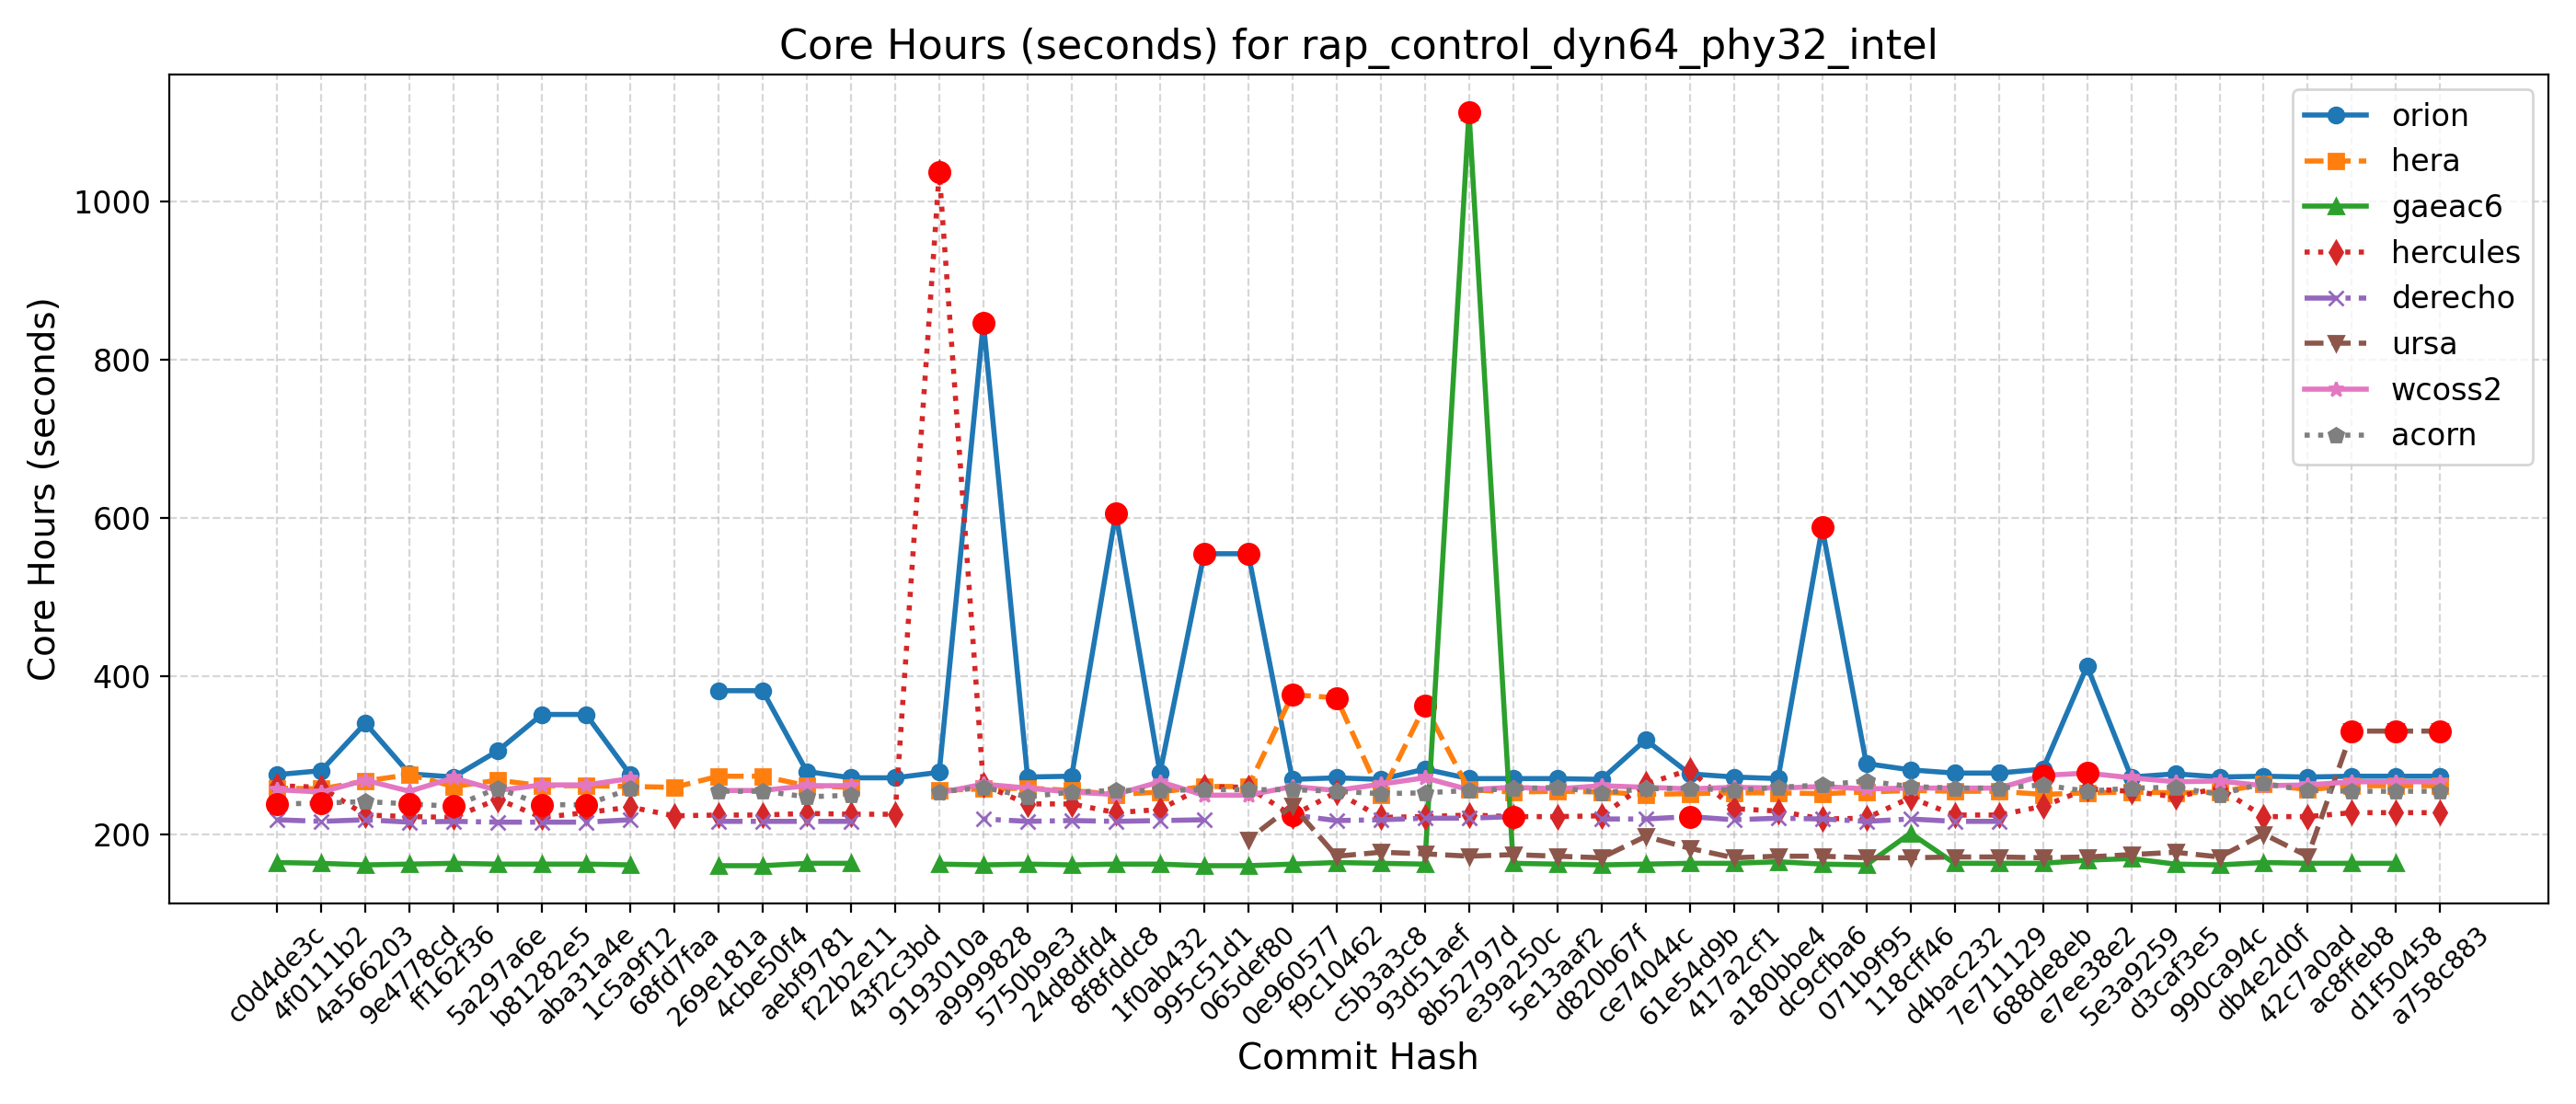 Core Hours (seconds) for rap_control_dyn64_phy32_intel
Core Hours (seconds)
1000
800
600
400
200
orion
hera
gaeac6
hercules
derecho
ursa
wcoss2
acorn
c0d4de3c
4f0111b2
4a566203
9e4778cd
ff162f36
5a297a6e
b81282e5
aba31a4e
1c5a9f12
68fd7faa
269e181a
4cbe50f4
aebf9781
f22b2e11
43f2c3bd
9193010a
a9999828
5750b9e3
24d8dfd4
8f8fddc8
1f0ab432
995c51d1
065def80
0e960577
f9c10462
c5b3a3c8
93d51aef
8b52797d
e39a250c
5e13aaf2
d820b67f
ce74044c
61e54d9b
417a2cf1
a180bbe4
dc9cfba6
071b9f95
118cff46
d4bac232
7e711129
688de8eb
e7ee38e2
5e3a9259
d3caf3e5
990ca94c
db4e2d0f
42c7a0ad
ac8ffeb8
d1f50458
a758c883
Commit Hash